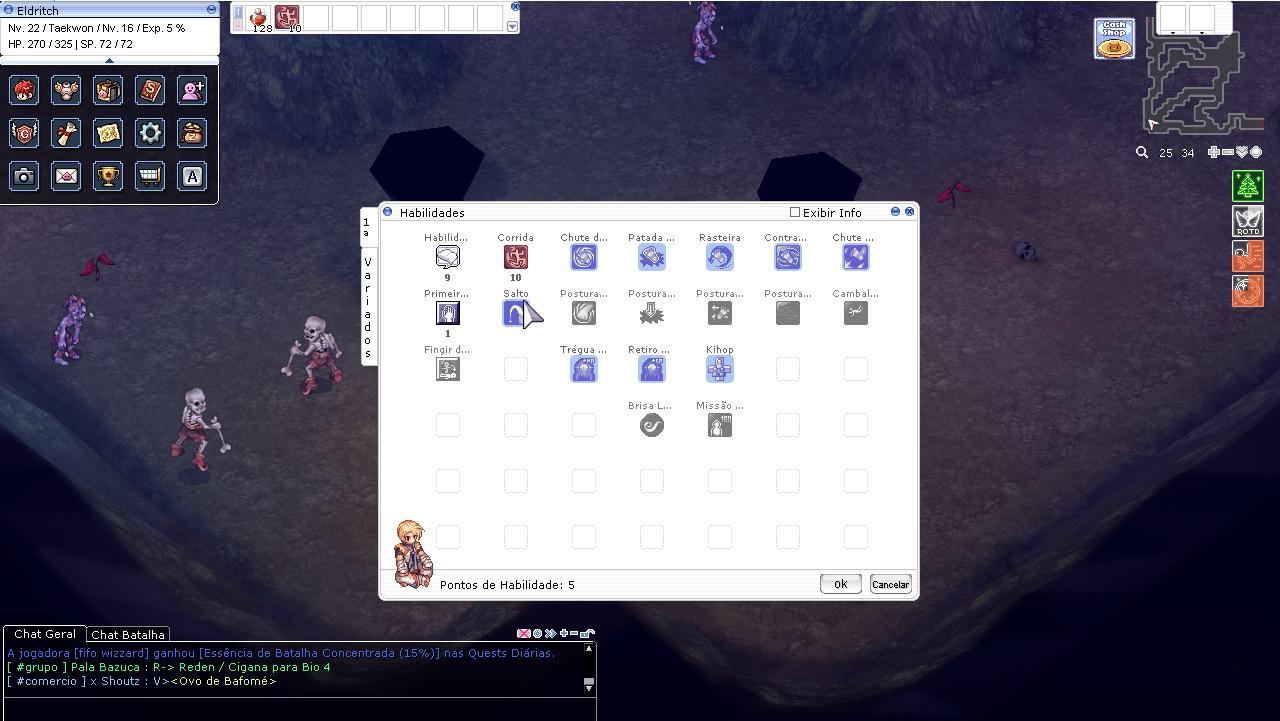 Eldritch
Nv. 22 / Taekwon / Nv. 16 / Exp. 5 %
HP. 270 / 325 | SP. 72 / 72
1
2
128
10
Cash Shop
25 34
ROTD
Habilidades
Exibir Info
1a
Variados
Habilid...
Corrida
Chute d...
Patada ...
Rasteira
Contra...
Chute ...
9
10
Primeir...
Salto
Postura...
Postura...
Postura...
Postura...
Cambal...
1
Fingir d...
Trégua ...
Retiro ...
Kihop
Brisa L...
Missão ...
Pontos de Habilidade: 5
ok
Cancelar
Chat Geral
Chat Batalha
A jogadora [fifo wizzard] ganhou [Essência de Batalha Concentrada (15%)] nas Quests Diárias.
[ #grupo ] Pala Bazuca : R-> Reden / Cigana para Bio 4
[ #comercio ] x Shoutz : V><Ovo de Bafomé>